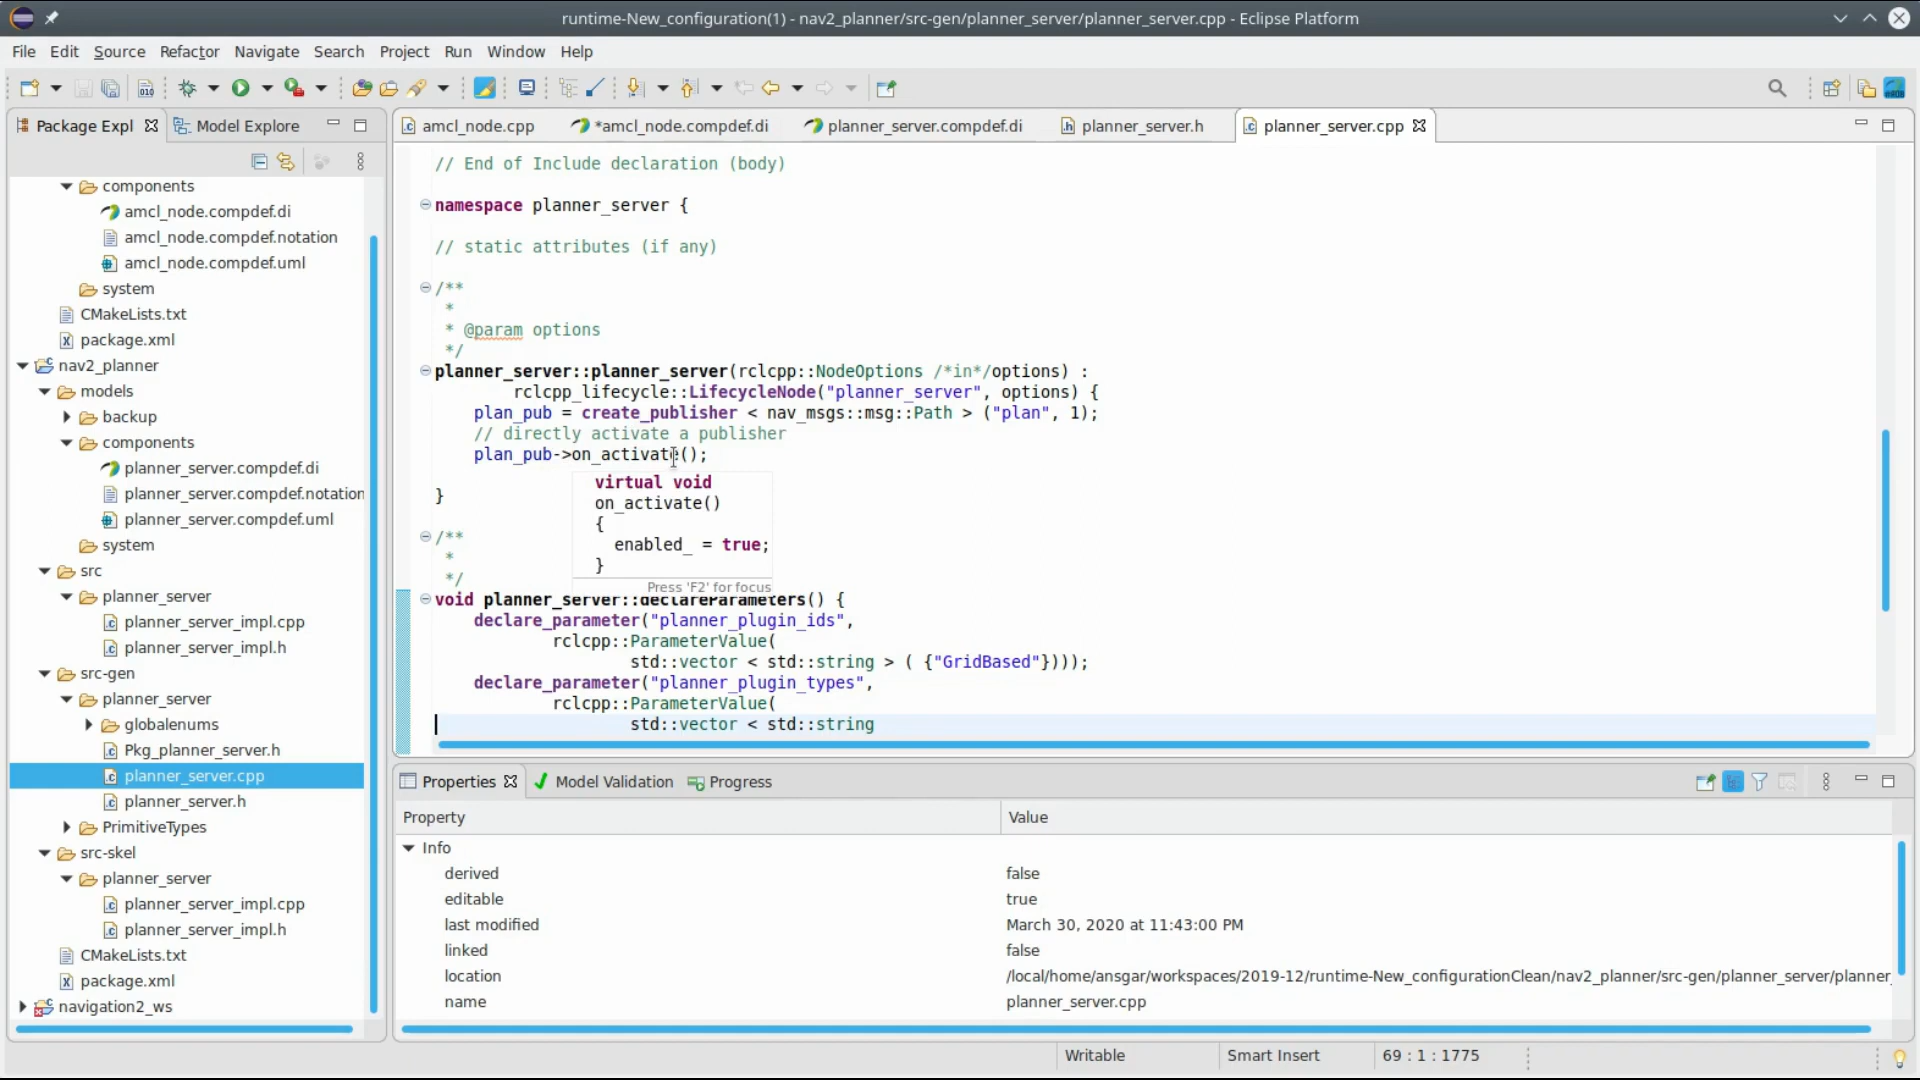 runtime-New_configuration(1) - nav2_planner/src-gen/planner_server/planner_server.cpp - Eclipse Platform
File Edit Source Refactor Navigate Search Project Run Window Help
010
Package Expl Model Explore
components
amcl_node.compdef.di
amcl_node.compdef.notation
amcl_node.compdef.uml
system
CMakeLists.txt
package.xml
nav2_planner
models
backup
components
planner_server.compdef.di
planner_server.compdef.notation
planner_server.compdef.uml
system
src
planner_server
planner_server_impl.cpp
planner_server_impl.h
src-gen
planner_server
globalenums
Pkg_planner_server.h
planner_server.cpp
planner_server.h
PrimitiveTypes
src-skel
planner_server
planner_server_impl.cpp
planner_server_impl.h
CMakeLists.txt
package.xml
navigation2_ws
amcl_node.cpp *amcl_node.compdef.di planner_server.compdef.di planner_server.h planner_server.cpp
// End of Include declaration (body)
namespace planner_server {
// static attributes (if any)
/**
*
* @param options
*/
planner_server::planner_server(rclcpp::NodeOptions /*in*/options) :
rclcpp_lifecycle::LifecycleNode("planner_server", options) {
plan_pub = create_publisher < nav_msgs::msg::Path > ("plan", 1);
// directly activate a publisher
plan_pub->on_activate();
virtual void
on_activate()
{
enabled_ = true;
}
Press 'F2' for focus
}
/**
*
*/
void planner_server::declareParameters() {
declare_parameter("planner_plugin_ids",
rclcpp::ParameterValue(
std::vector < std::string > ( {"GridBased"})));
declare_parameter("planner_plugin_types",
rclcpp::ParameterValue(
std::vector < std::string
Properties Model Validation Progress
Property Value
Info
derived false
editable true
last modified March 30, 2020 at 11:43:00 PM
linked false
location /local/home/ansgar/workspaces/2019-12/runtime-New_configurationClean/nav2_planner/src-gen/planner_server/planner_
name planner_server.cpp
Writable Smart Insert 69 : 1 : 1775